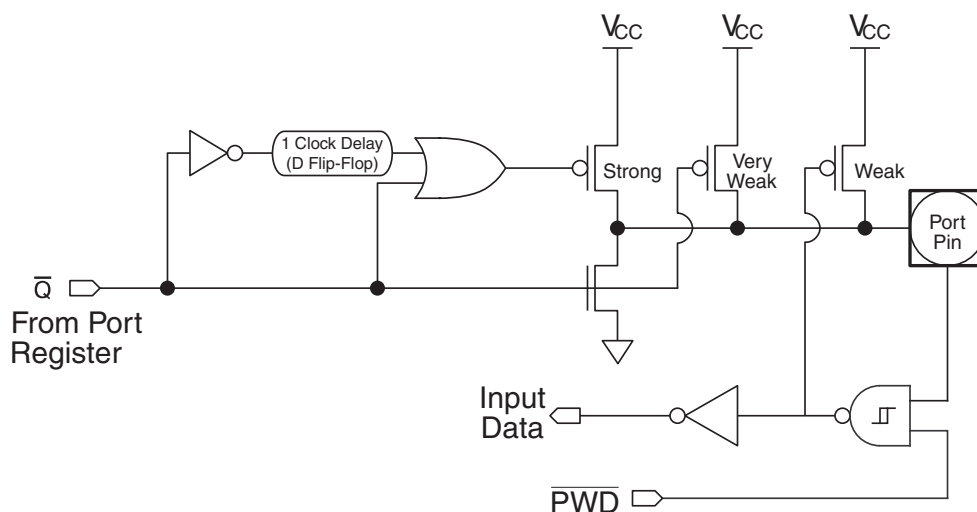 VCC
VCC
VCC
1 Clock Delay
(D Flip-Flop)
Strong
Very
Weak
Weak
Port
Pin
Q̅
From Port
Register
Input
Data
P̅W̅D̅